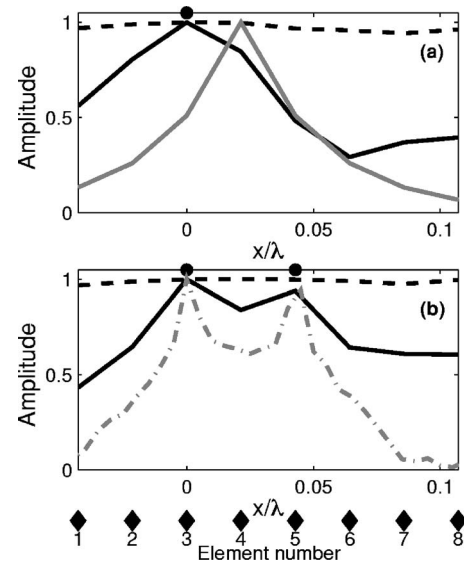 1
(a)
Amplitude
0.5
0
0 0.05 0.1
x/λ
1
(b)
Amplitude
0.5
0
0 0.05 0.1
x/λ
1 2 3 4 5 6 7 8
Element number